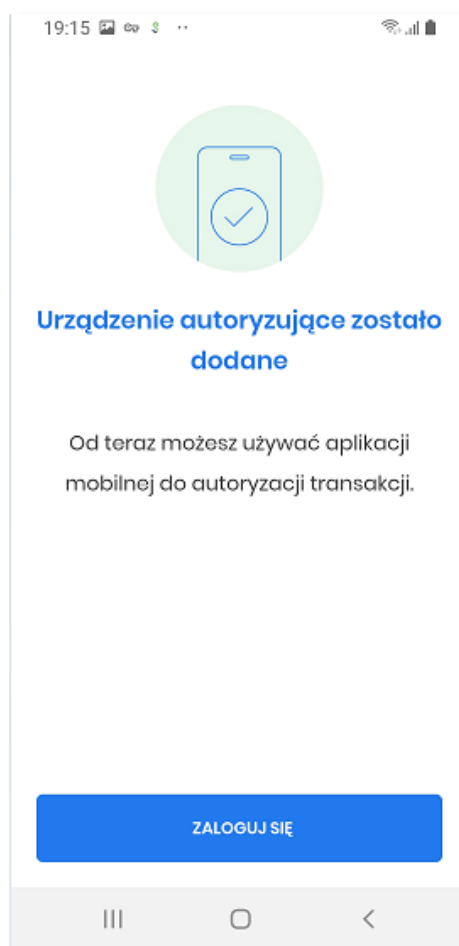 19:15
Urządzenie autoryzujące zostało
dodane
Od teraz możesz używać aplikacji
mobilnej do autoryzacji transakcji.
ZALOGUJ SIĘ